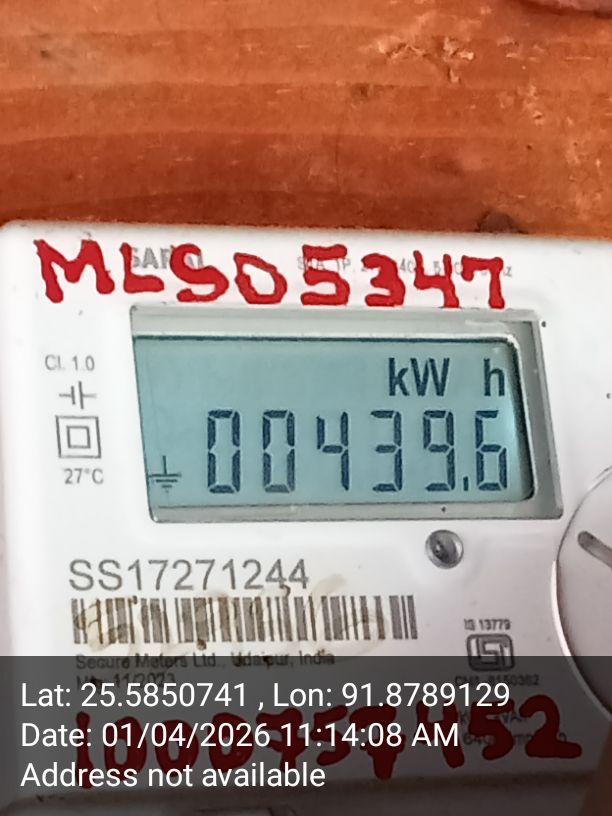 MLS05347
Cl. 1.0
kW h
00439.6
27°C
SS17271244
IS 13779
Secure Meters Ltd., Udaipur, India
Lat: 25.5850741 , Lon: 91.8789129
Date: 01/04/2026 11:14:08 AM
Address not available